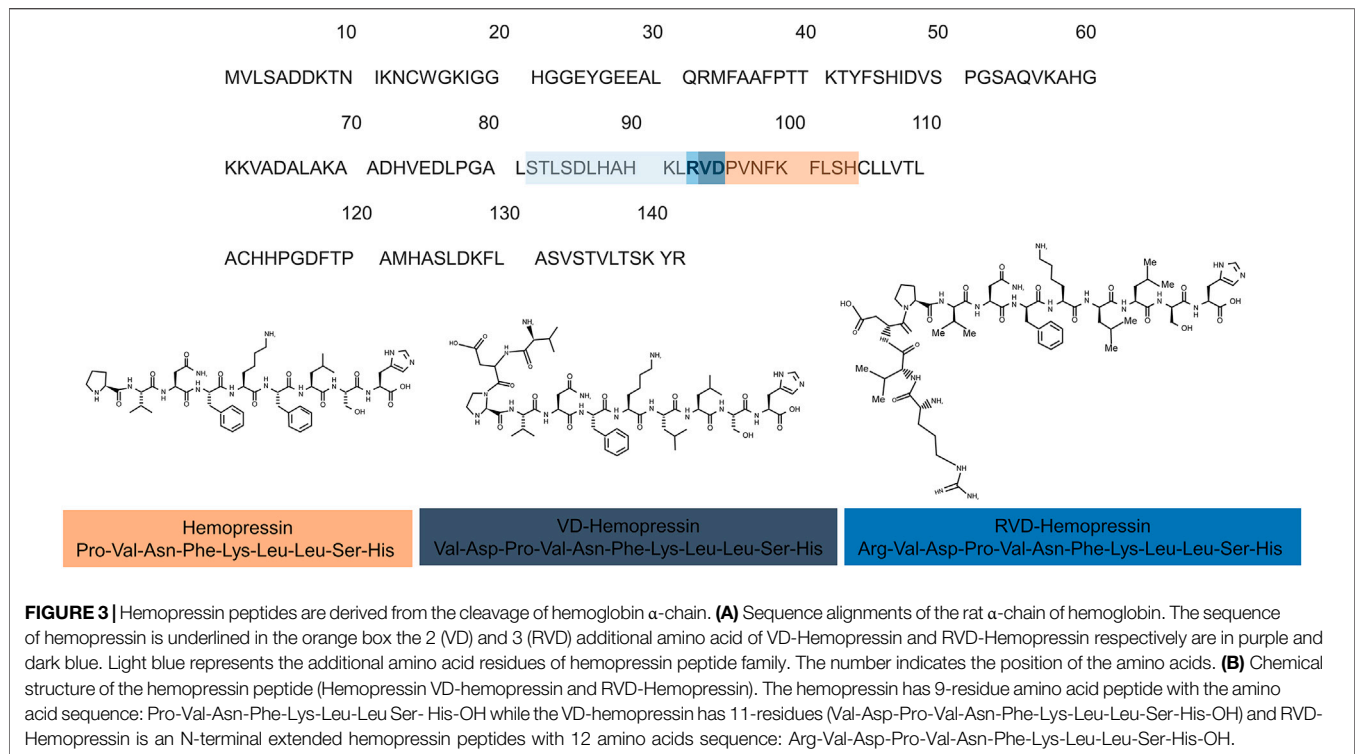 10 20 30 40 50 60
MVLSADDKTN IKNCWGKIGG HGGEYGEEAL QRMFAAFPTT KTYFSHIDVS PGSAQVKAHG
70 80 90 100 110
KKVADALAKA ADHVEDLPGA LSTLSDLHAH KLRVDPVNFK FLSHCLLVTL
120 130 140
ACHHPGDFTP AMHASLDKFL ASVSTVLTSK YR
Hemopressin
Pro-Val-Asn-Phe-Lys-Leu-Leu-Ser-His
VD-Hemopressin
Val-Asp-Pro-Val-Asn-Phe-Lys-Leu-Leu-Ser-His
RVD-Hemopressin
Arg-Val-Asp-Pro-Val-Asn-Phe-Lys-Leu-Leu-Ser-His
FIGURE 3 | Hemopressin peptides are derived from the cleavage of hemoglobin α-chain. (A) Sequence alignments of the rat α-chain of hemoglobin. The sequence
of hemopressin is underlined in the orange box the 2 (VD) and 3 (RVD) additional amino acid of VD-Hemopressin and RVD-Hemopressin respectively are in purple and
dark blue. Light blue represents the additional amino acid residues of hemopressin peptide family. The number indicates the position of the amino acids. (B) Chemical
structure of the hemopressin peptide (Hemopressin VD-hemopressin and RVD-Hemopressin). The hemopressin has 9-residue amino acid peptide with the amino
acid sequence: Pro-Val-Asn-Phe-Lys-Leu-Leu Ser- His-OH while the VD-hemopressin has 11-residues (Val-Asp-Pro-Val-Asn-Phe-Lys-Leu-Leu-Ser-His-OH) and RVD-
Hemopressin is an N-terminal extended hemopressin peptides with 12 amino acids sequence: Arg-Val-Asp-Pro-Val-Asn-Phe-Lys-Leu-Leu-Ser-His-OH.